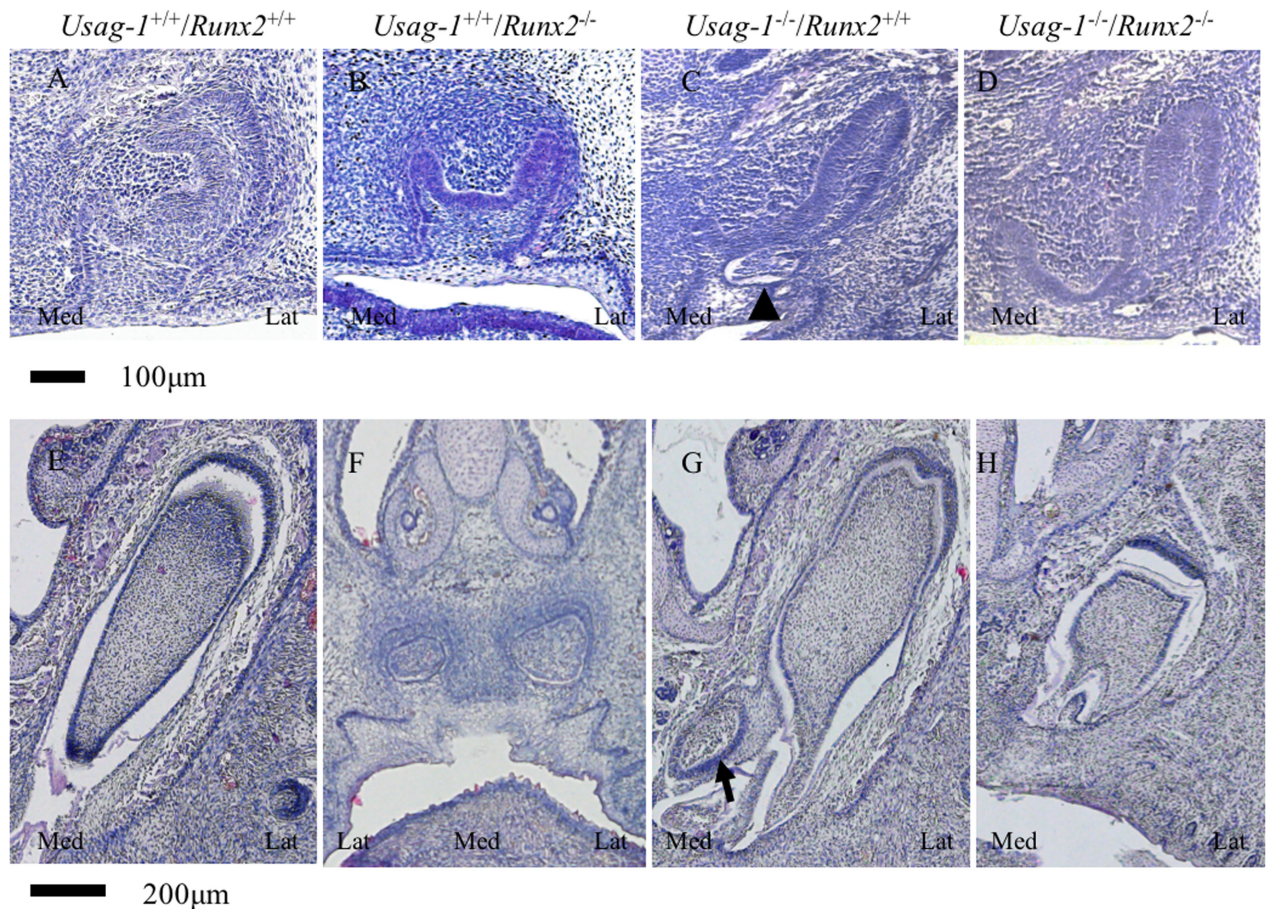 Usag-1+/+/Runx2+/+ Usag-1+/+/Runx2-/- Usag-1-/-/Runx2+/+ Usag-1-/-/Runx2-/-
A B C D
Med Lat Med Lat Med Lat Med Lat
100μm
E F G H
Med Lat Lat Med Lat Med Lat Med Lat
200μm